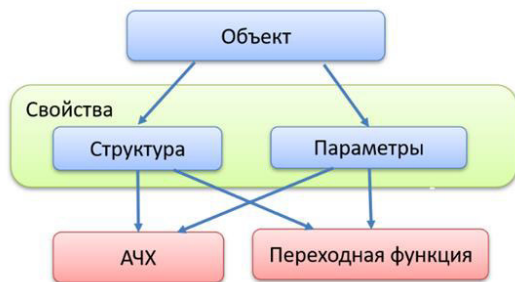 Объект
Свойства
Структура
Параметры
АЧХ
Переходная функция